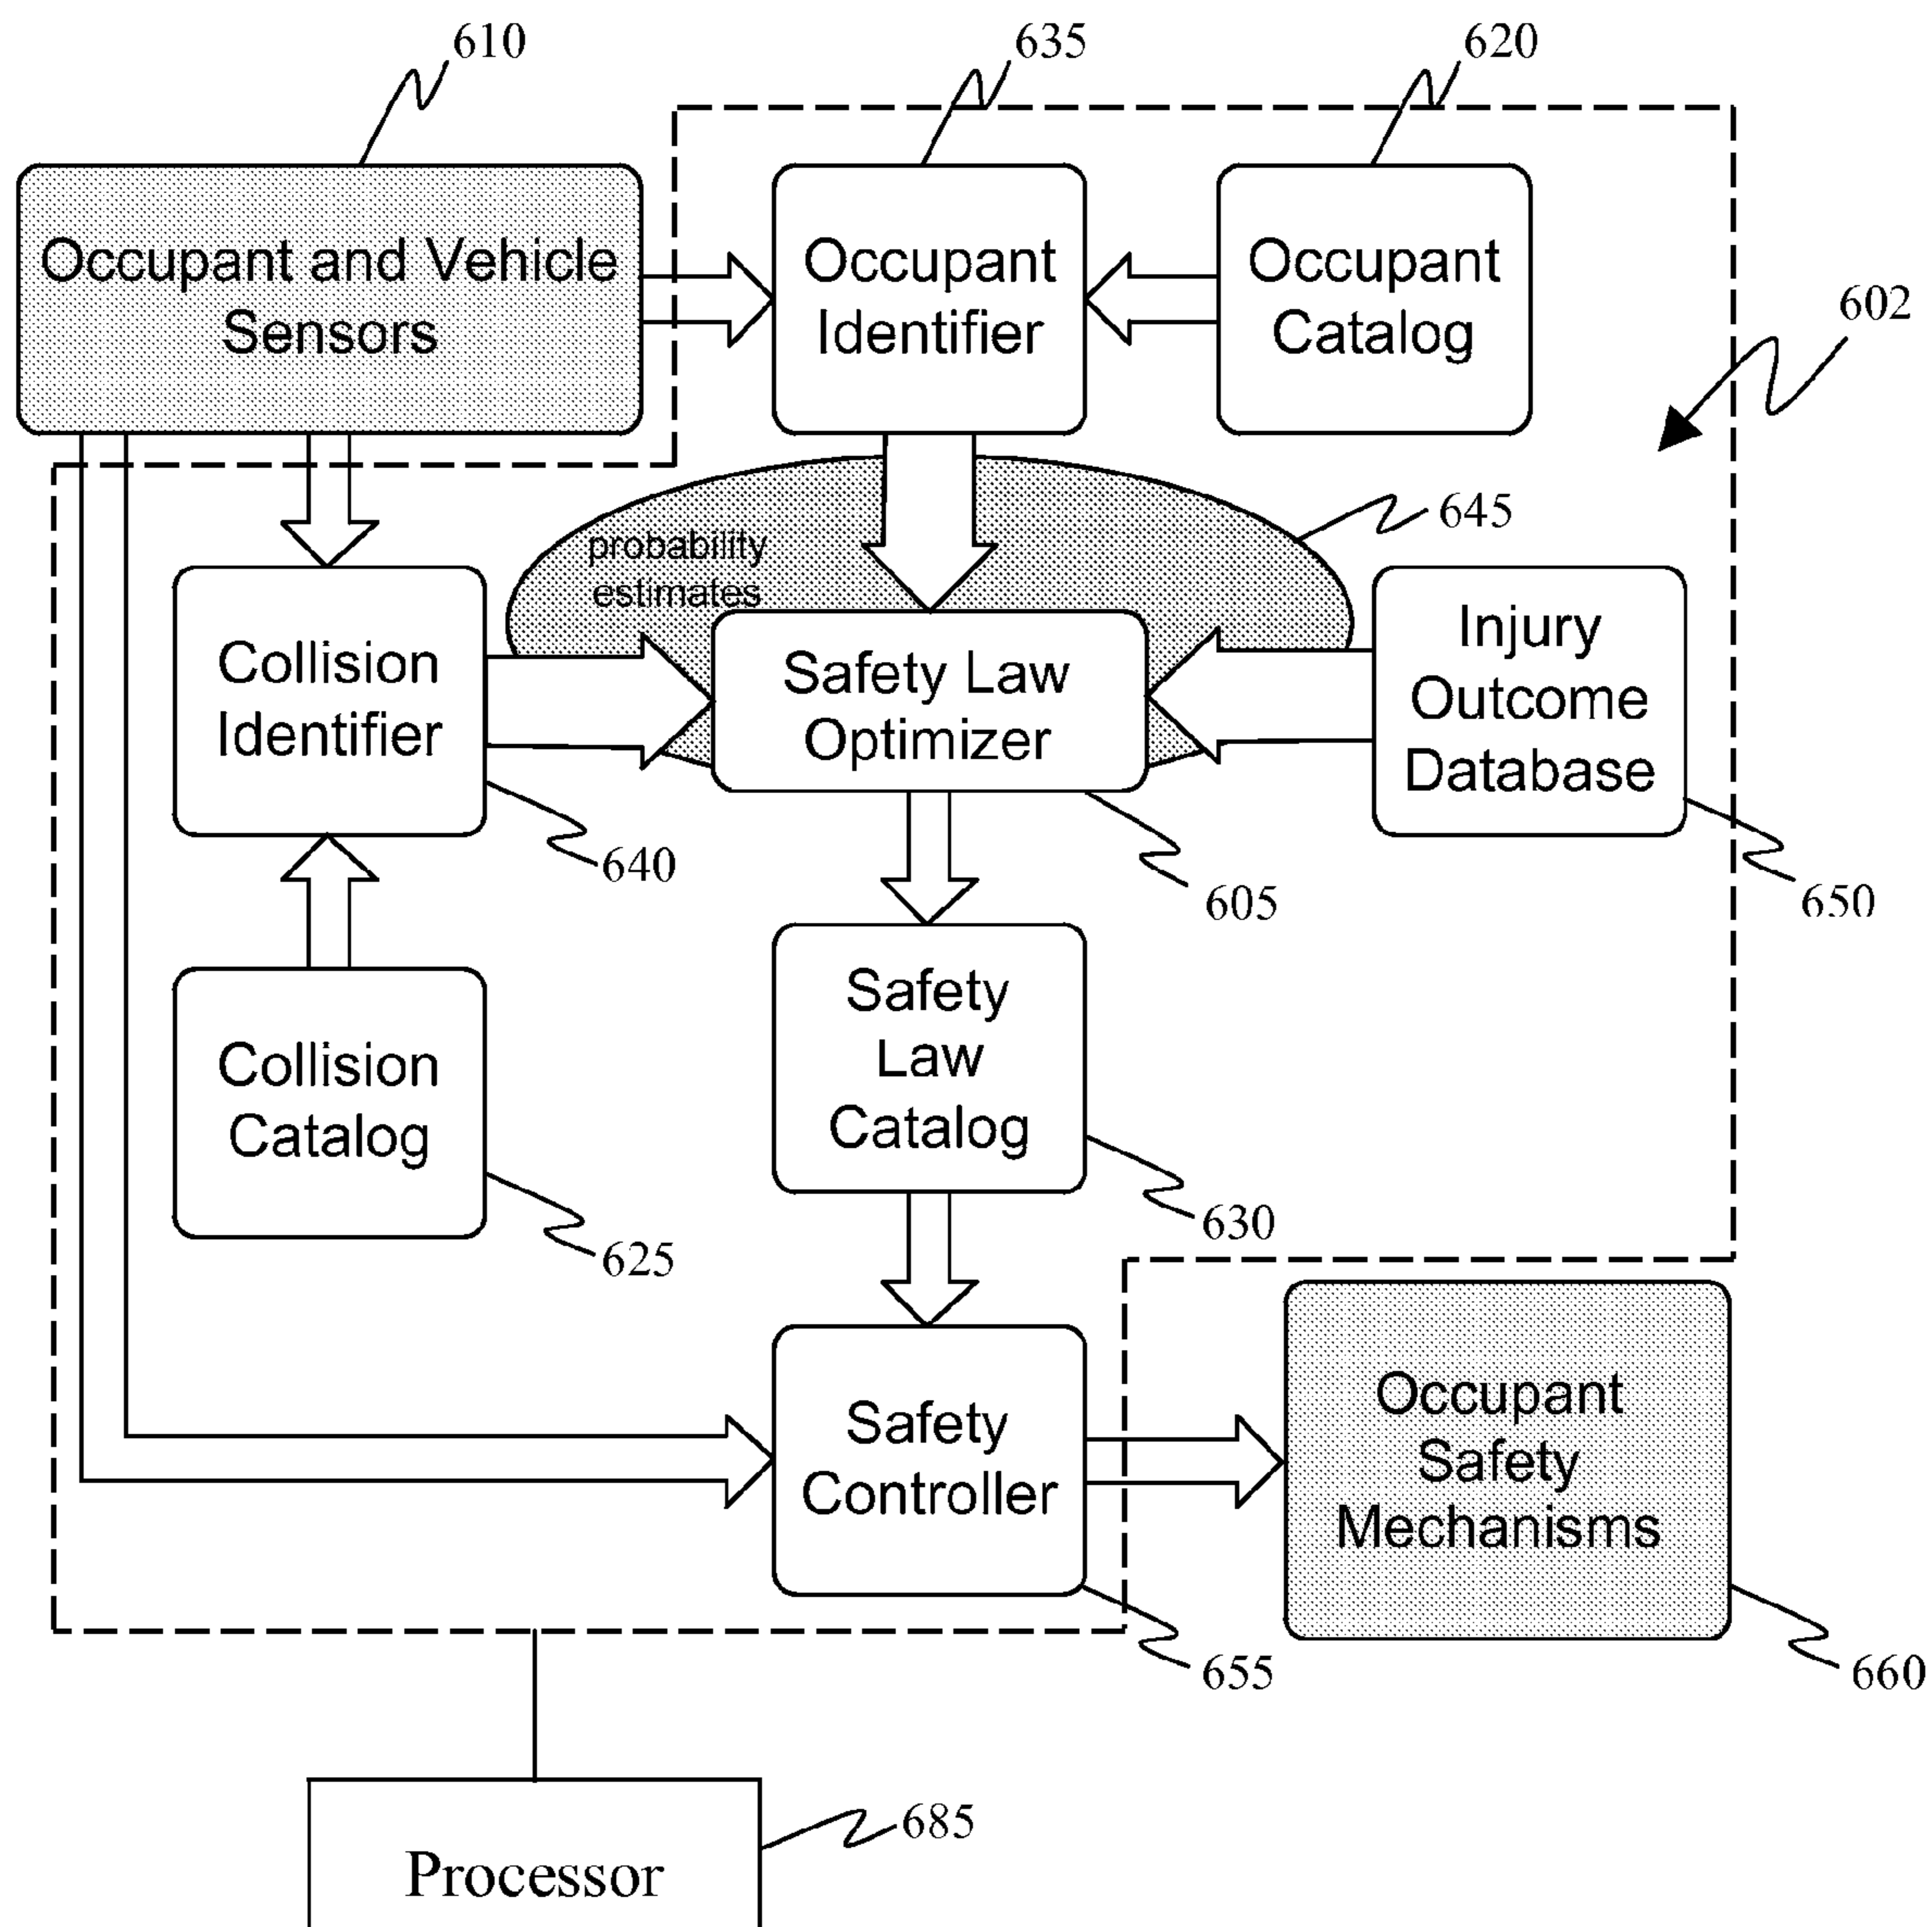 610
635
620
Occupant and Vehicle
Sensors
Occupant
Identifier
Occupant
Catalog
602
645
probability
estimates
Collision
Identifier
Safety Law
Optimizer
Injury
Outcome
Database
640
605
650
Collision
Catalog
Safety
Law
Catalog
625
630
Safety
Controller
Occupant
Safety
Mechanisms
655
660
685
Processor